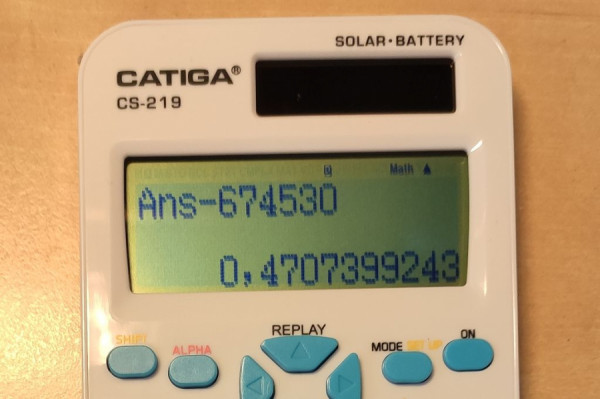 SOLAR·BATTERY
CATIGA®
CS-219
Math ▲
Ans-674530
0,4707399243
REPLAY
SHIFT
ALPHA
MODE SET UP
ON